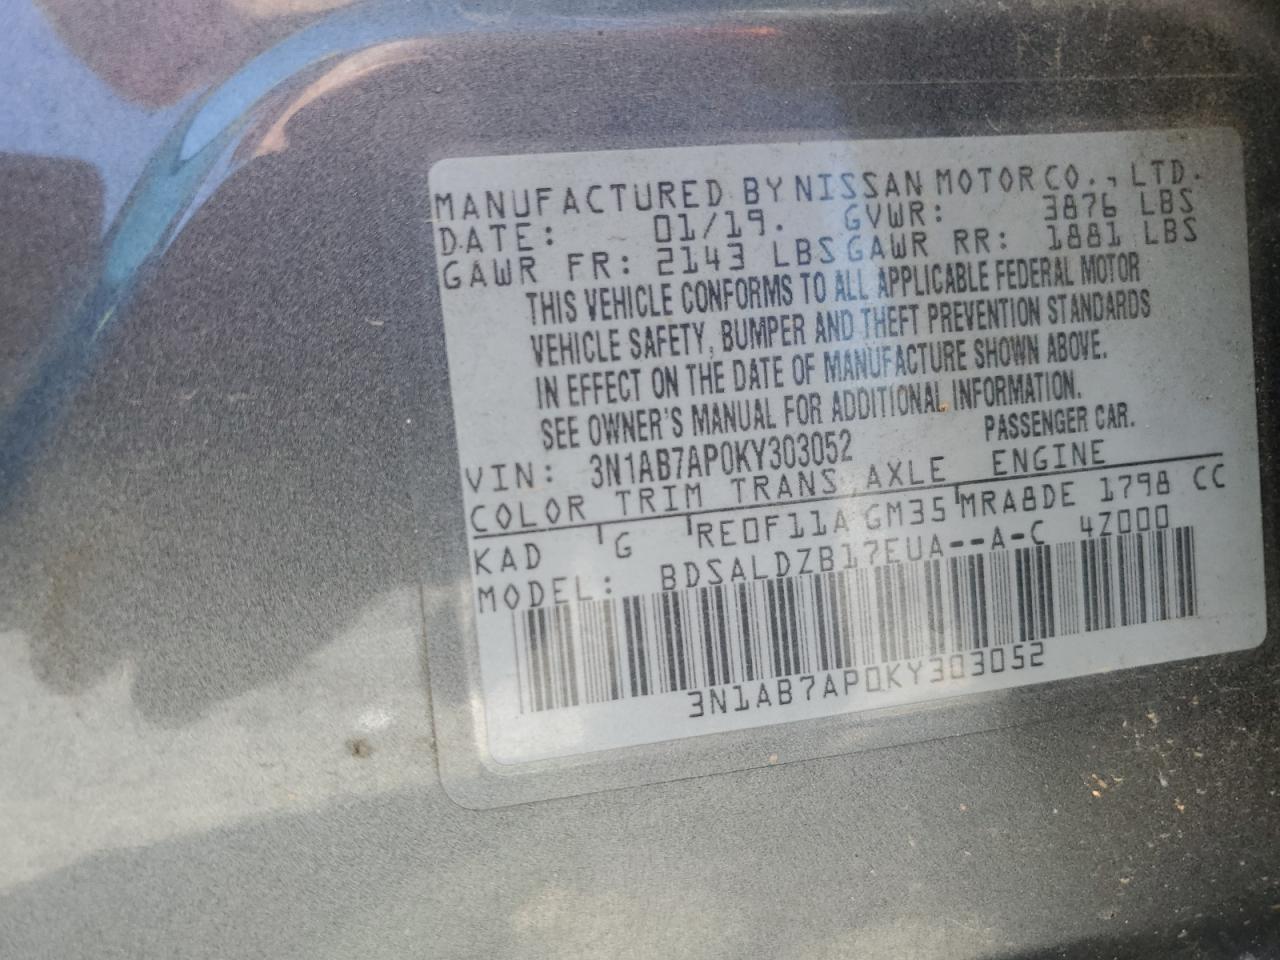 MANUFACTURED BY NISSAN MOTOR CO., LTD.
DATE: 01/19. GVWR: 3876 LBS
GAWR FR: 2143 LBS GAWR RR: 1881 LBS
THIS VEHICLE CONFORMS TO ALL APPLICABLE FEDERAL MOTOR
VEHICLE SAFETY, BUMPER AND THEFT PREVENTION STANDARDS
IN EFFECT ON THE DATE OF MANUFACTURE SHOWN ABOVE.
SEE OWNER'S MANUAL FOR ADDITIONAL INFORMATION.
VIN: 3N1AB7AP0KY303052 PASSENGER CAR.
COLOR TRIM TRANS AXLE ENGINE
KAD G RE0F11A GM35 MRA8DE 1798 CC
MODEL: BDSALDZB17EUA--A-C 4Z000
3N1AB7AP0KY303052